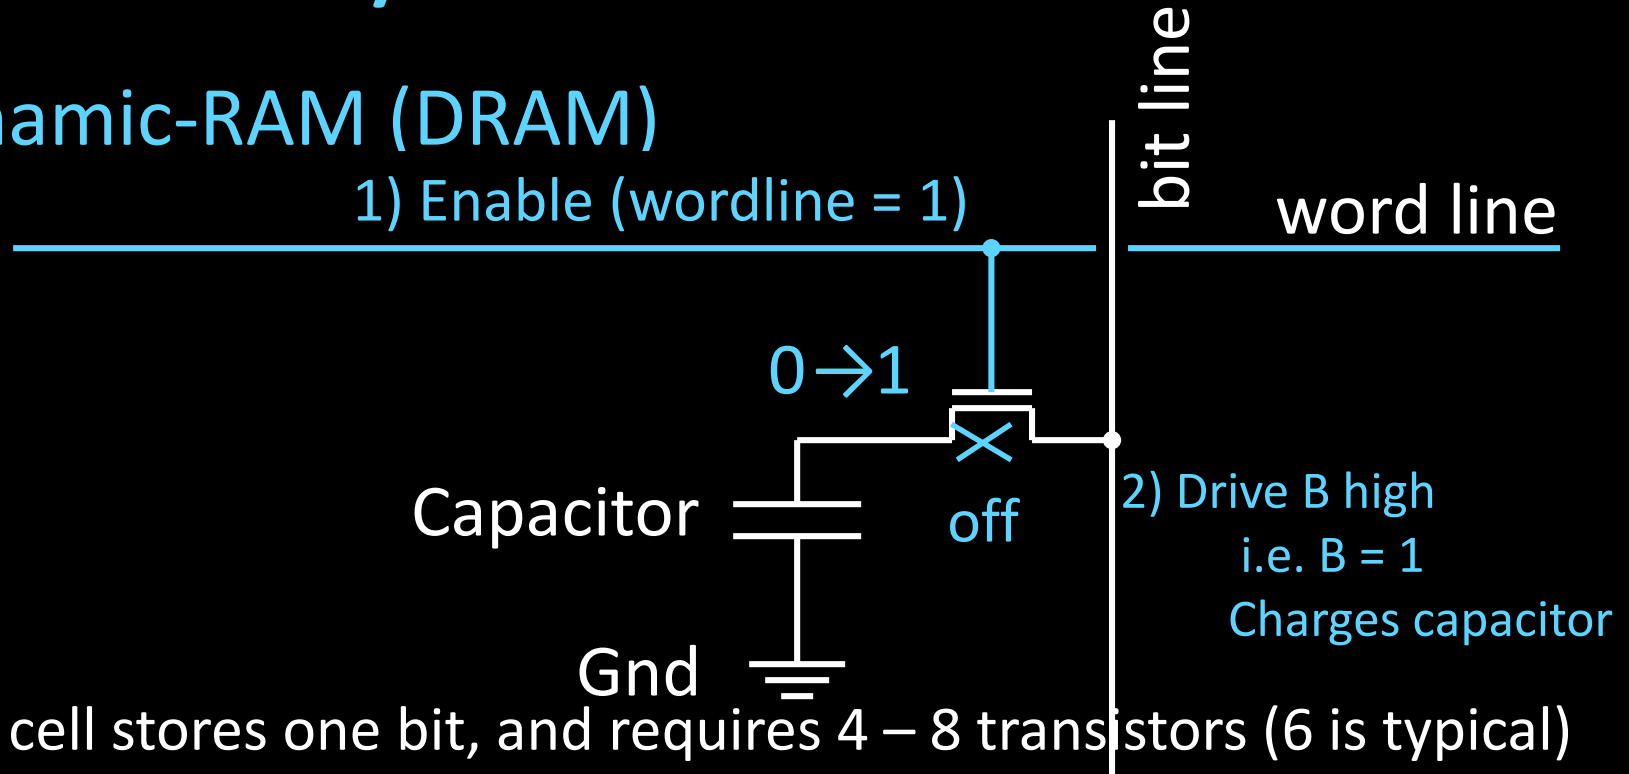 namic-RAM (DRAM)
bit line
1) Enable (wordline = 1)
word line
0→1
Capacitor
off
2) Drive B high
i.e. B = 1
Charges capacitor
Gnd
cell stores one bit, and requires 4 – 8 transistors (6 is typical)